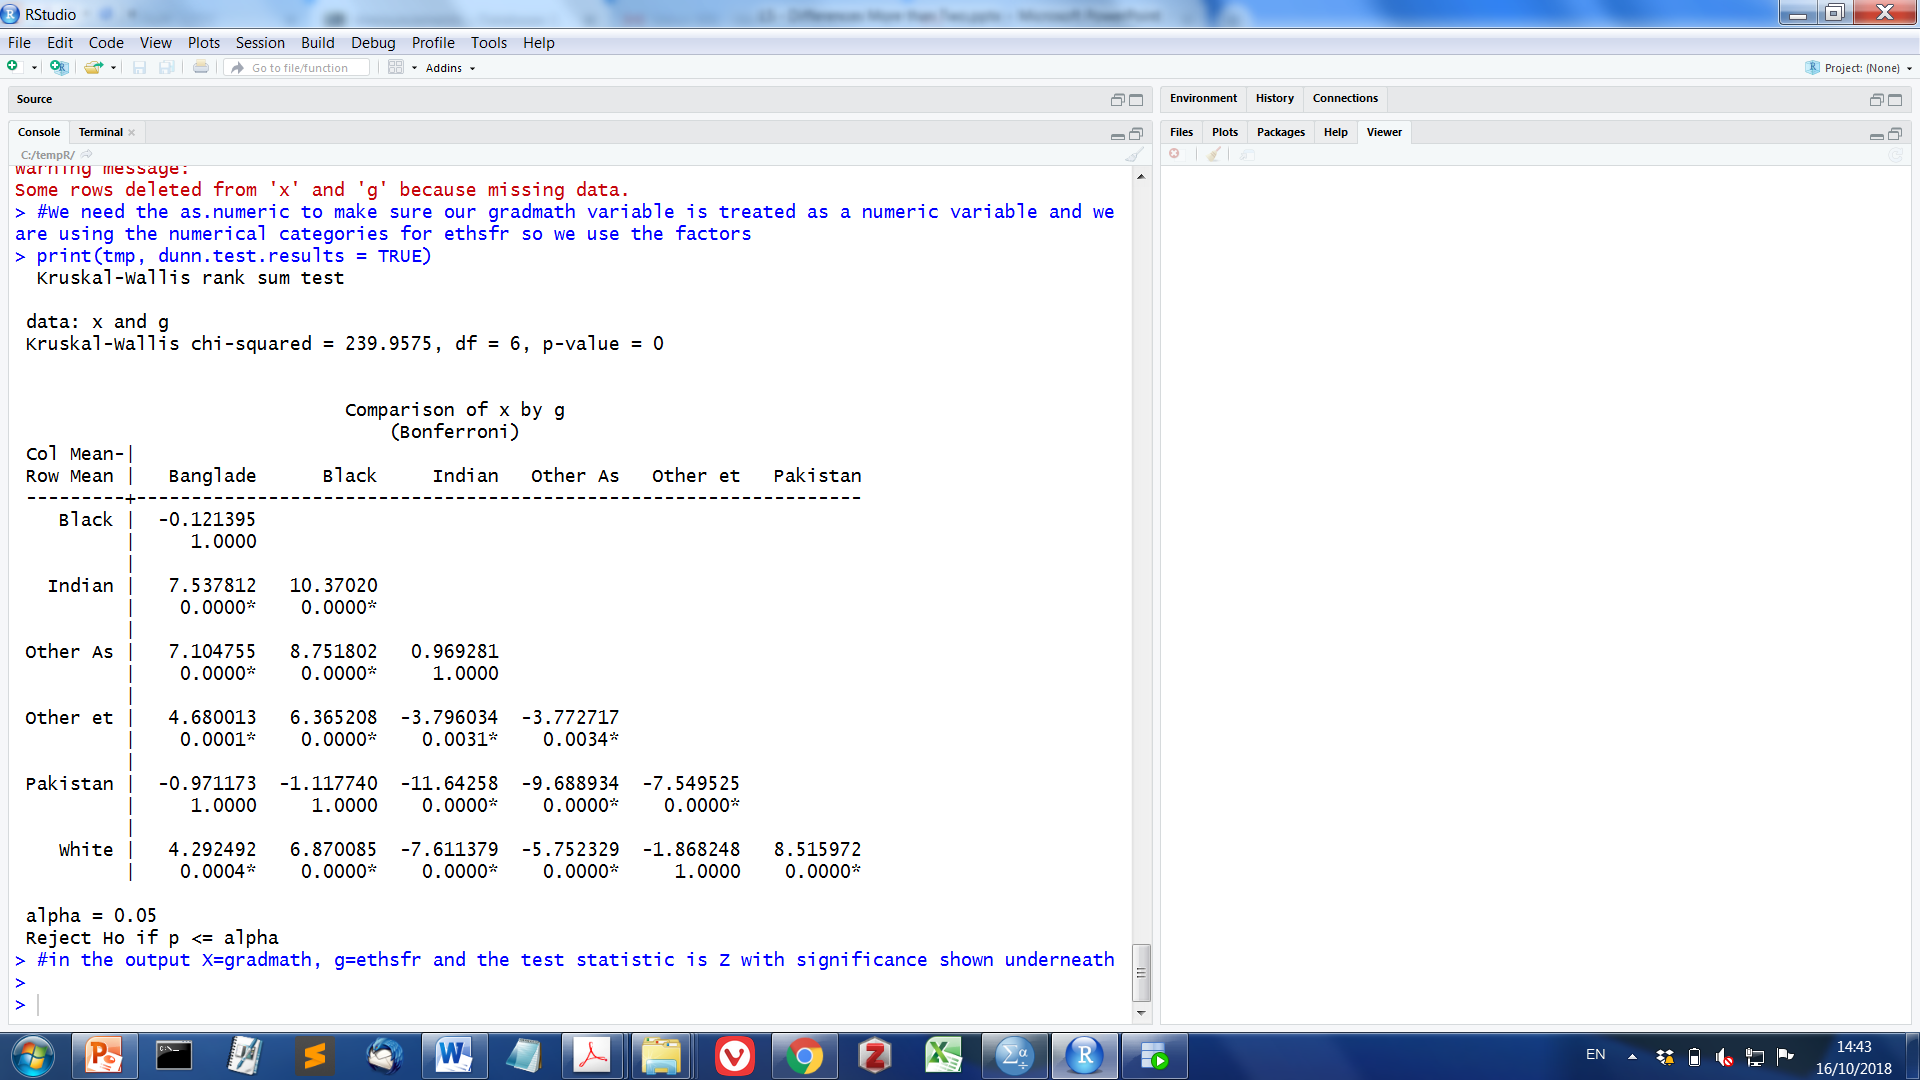 RStudio
File Edit Code View Plots Session Build Debug Profile Tools Help
Go to file/function Addins Project: (None)
Source
Environment History Connections
Console Terminal
Files Plots Packages Help Viewer
C:/tempR/
Warning message:
Some rows deleted from 'x' and 'g' because missing data.
> #We need the as.numeric to make sure our gradmath variable is treated as a numeric variable and we
are using the numerical categories for ethsfr so we use the factors
> print(tmp, dunn.test.results = TRUE)
Kruskal-Wallis rank sum test
data: x and g
Kruskal-Wallis chi-squared = 239.9575, df = 6, p-value = 0
Comparison of x by g
(Bonferroni)
Col Mean-|
Row Mean | Banglade Black Indian Other As Other et Pakistan
---------+------------------------------------------------------------------
Black | -0.121395
| 1.0000
|
Indian | 7.537812 10.37020
| 0.0000* 0.0000*
|
Other As | 7.104755 8.751802 0.969281
| 0.0000* 0.0000* 1.0000
|
Other et | 4.680013 6.365208 -3.796034 -3.772717
| 0.0001* 0.0000* 0.0031* 0.0034*
|
Pakistan | -0.971173 -1.117740 -11.64258 -9.688934 -7.549525
| 1.0000 1.0000 0.0000* 0.0000* 0.0000*
|
White | 4.292492 6.870085 -7.611379 -5.752329 -1.868248 8.515972
| 0.0004* 0.0000* 0.0000* 0.0000* 1.0000 0.0000*
alpha = 0.05
Reject Ho if p <= alpha
> #in the output X=gradmath, g=ethsfr and the test statistic is Z with significance shown underneath
>
>
EN
14:43
16/10/2018